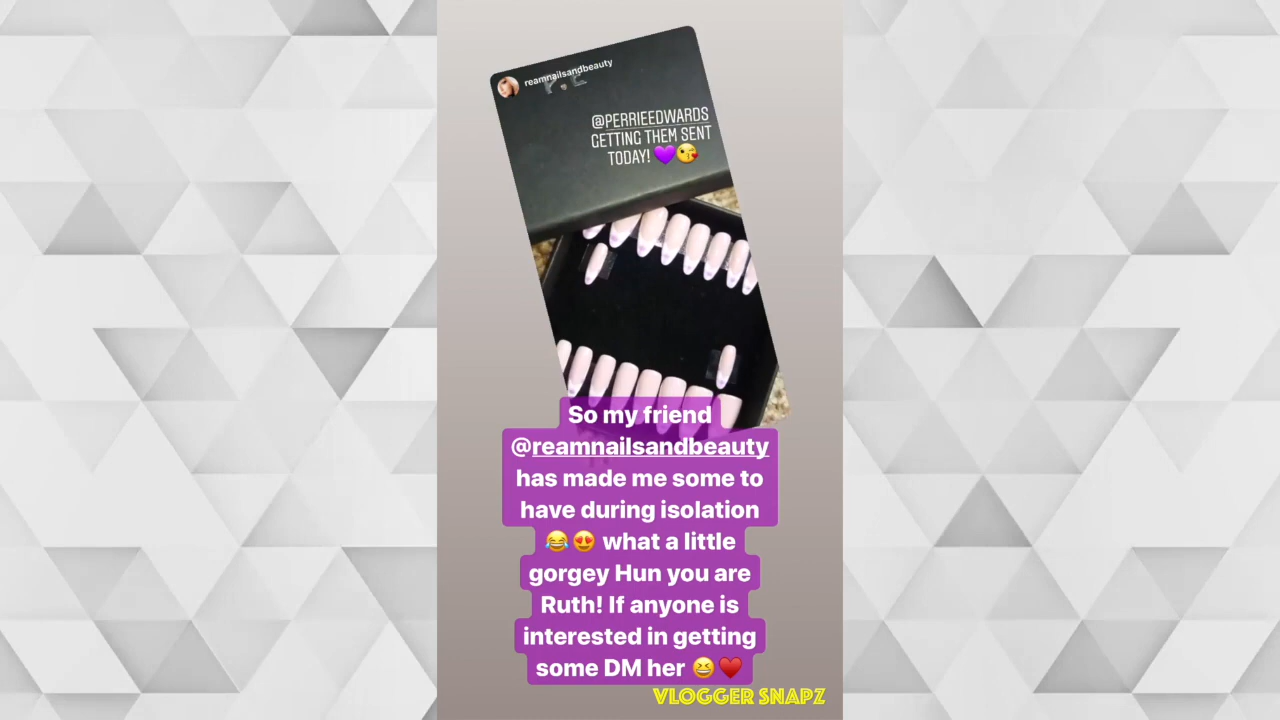 reamnailsandbeauty
@PERRIEEDWARDS
GETTING THEM SENT
TODAY! 💜😘
So my friend
@reamnailsandbeauty
has made me some to
have during isolation
😂😍 what a little
gorgey Hun you are
Ruth! If anyone is
interested in getting
some DM her 😆♥️
VLOGGER SNAPZ